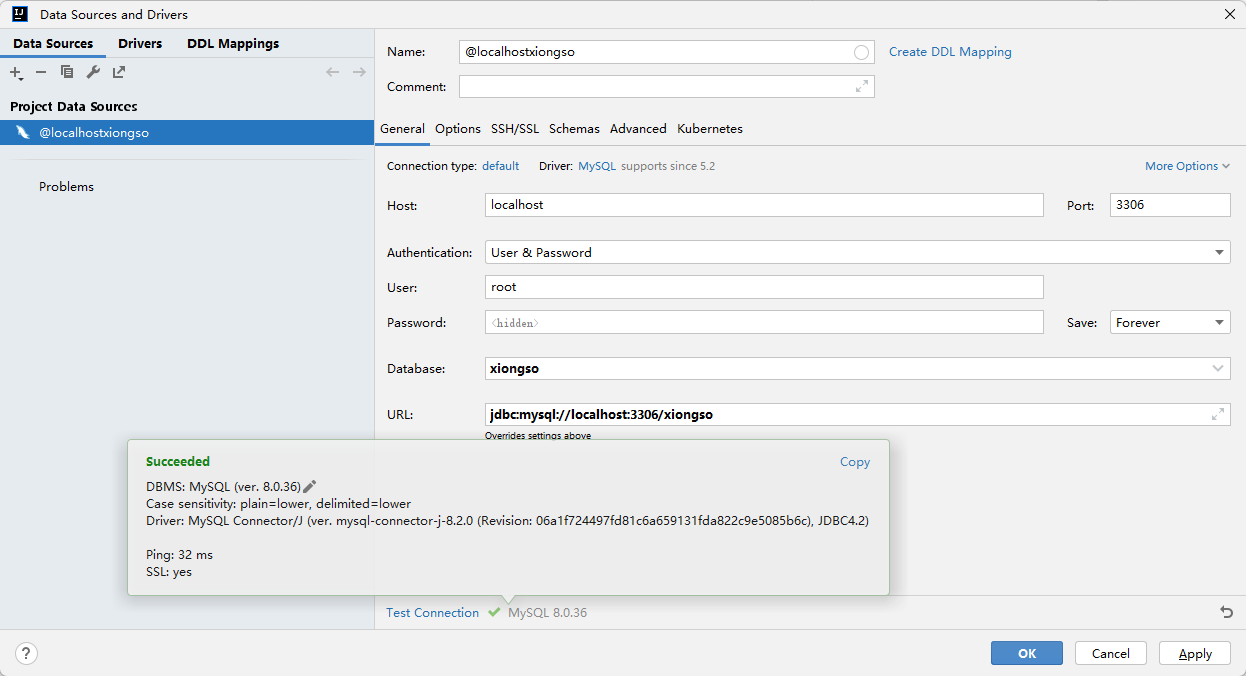 Data Sources and Drivers
Data Sources Drivers DDL Mappings
Project Data Sources
@localhostxiongso
Problems
Name: @localhostxiongso Create DDL Mapping
Comment:
General Options SSH/SSL Schemas Advanced Kubernetes
Connection type: default Driver: MySQL supports since 5.2 More Options
Host: localhost Port: 3306
Authentication: User & Password
User: root
Password: <hidden> Save: Forever
Database: xiongso
URL: jdbc:mysql://localhost:3306/xiongso
Overrides settings above
Succeeded Copy
DBMS: MySQL (ver. 8.0.36)
Case sensitivity: plain=lower, delimited=lower
Driver: MySQL Connector/J (ver. mysql-connector-j-8.2.0 (Revision: 06a1f724497fd81c6a659131fda822c9e5085b6c), JDBC4.2)
Ping: 32 ms
SSL: yes
Test Connection MySQL 8.0.36
? OK Cancel Apply